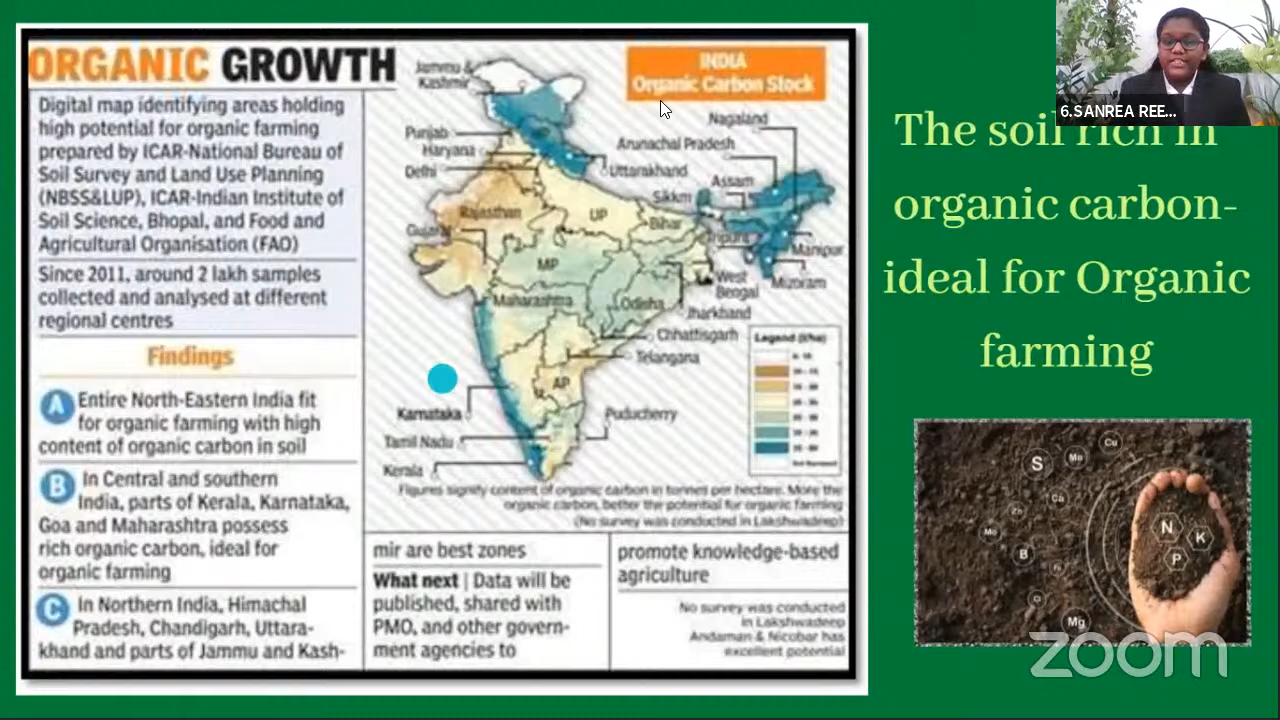 ORGANIC GROWTH
Digital map identifying areas holding
high potential for organic farming
prepared by ICAR-National Bureau of
Soil Survey and Land Use Planning
(NBSS&LUP), ICAR-Indian Institute of
Soil Science, Bhopal, and Food and
Agricultural Organisation (FAO)
Since 2011, around 2 lakh samples
collected and analysed at different
regional centres
Findings
A Entire North-Eastern India fit
for organic farming with high
content of organic carbon in soil
B In Central and southern
India, parts of Kerala, Karnataka,
Goa and Maharashtra possess
rich organic carbon, ideal for
organic farming
C In Northern India, Himachal
Pradesh, Chandigarh, Uttara-
khand and parts of Jammu and Kash-
mir are best zones
What next | Data will be
published, shared with
PMO, and other govern-
ment agencies to
promote knowledge-based
agriculture
No survey was conducted
in Lakshwadeep
Andaman & Nicobar has
excellent potential
INDIA
Organic Carbon Stock
Jammu &
Kashmir
Punjab
Haryana
Delhi
Rajasthan
Gujarat
UP
Bihar
MP
Maharashtra
Odisha
AP
Karnataka
Tamil Nadu
Kerala
Nagaland
Arunachal Pradesh
Uttarakhand
Assam
Sikkm
Tripura
Manipur
Mizoram
West
Bengal
Jharkhand
Chhattisgarh
Telangana
Puducherry
Legend (t/ha)
Figures signify content of organic carbon in tonnes per hectare. More the
organic carbon, better the potential for organic farming
(No survey was conducted in Lakshwadeep)
6.SANREA REE...
The soil rich in
organic carbon-
ideal for Organic
farming
Cu
S
Mo
Ca
Zn
Mo
B
N
K
P
Cl
Mg
zoom